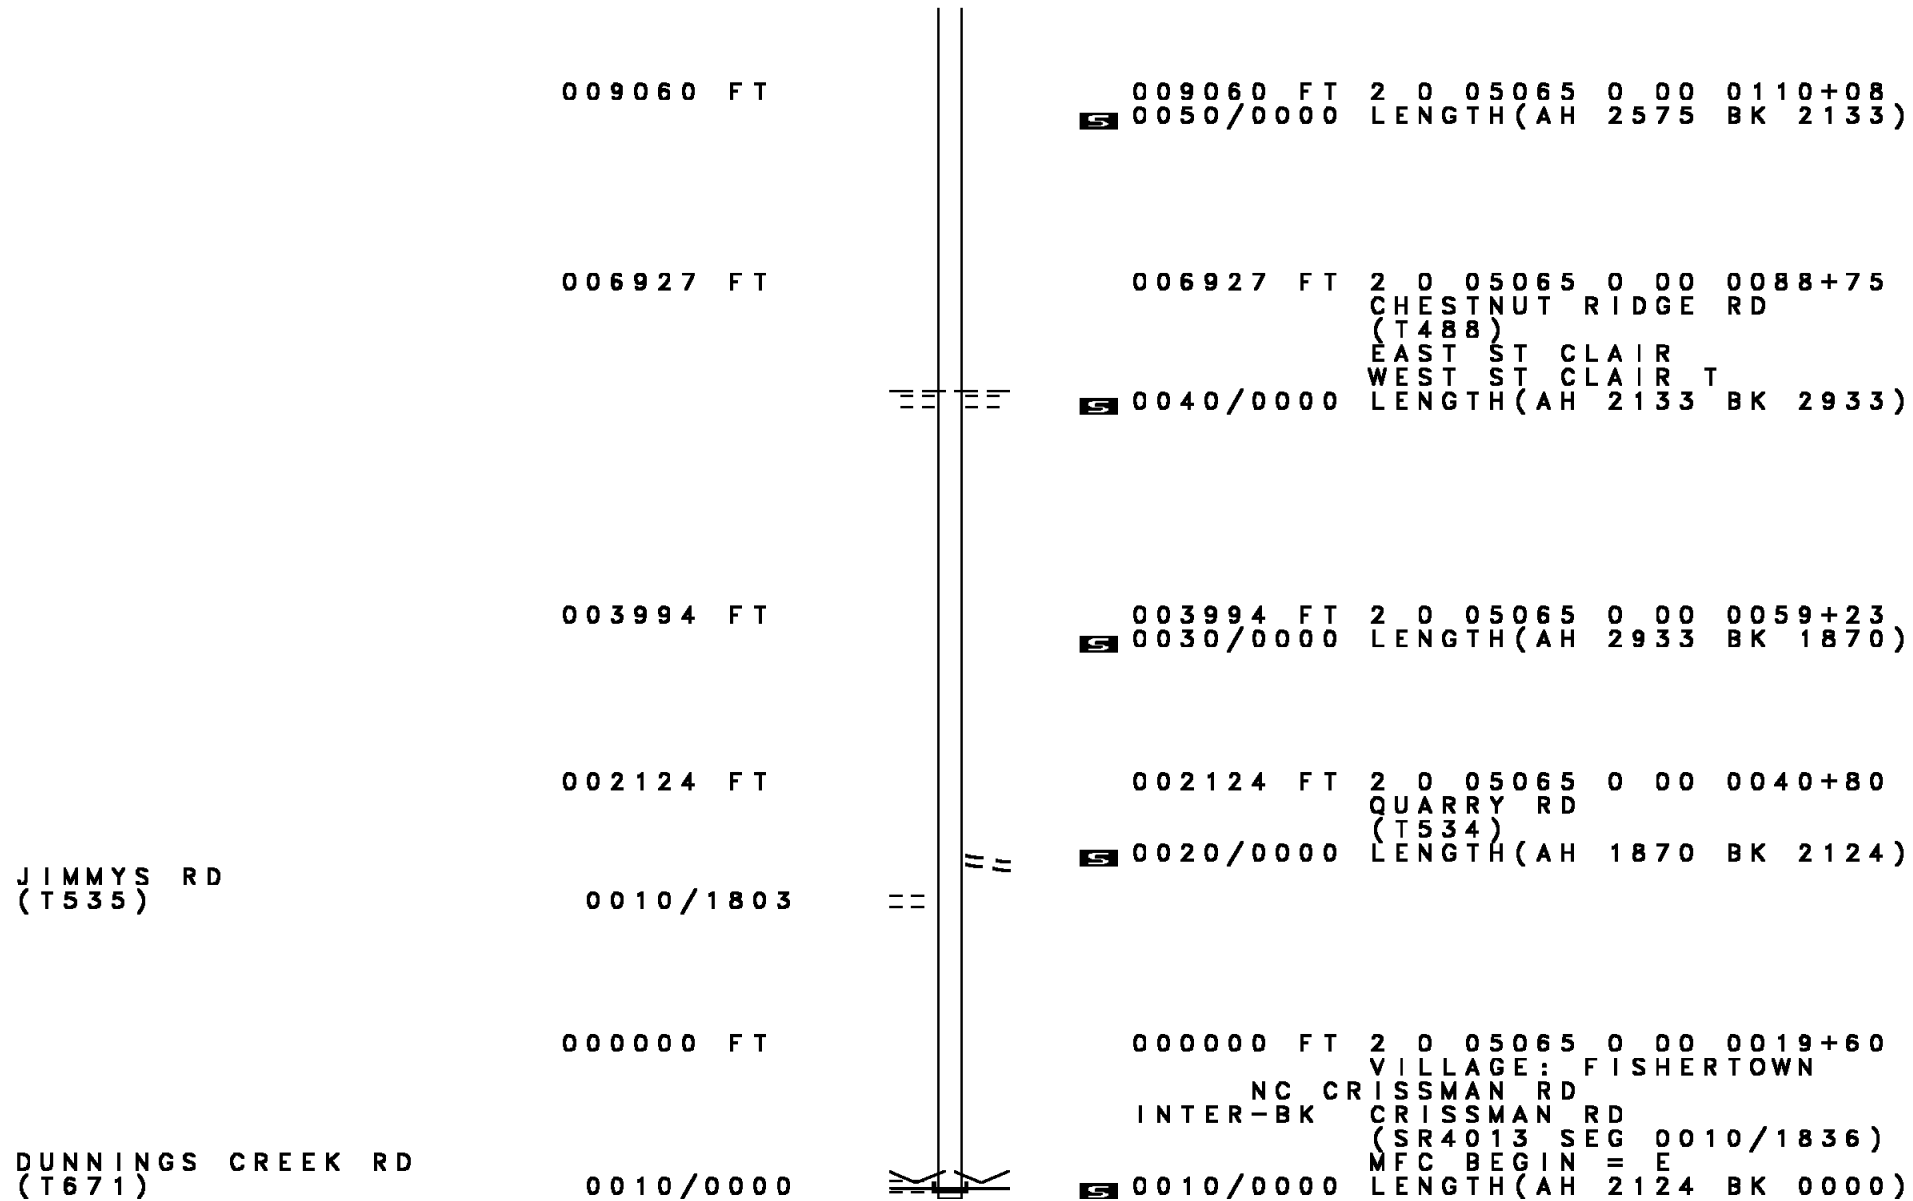 009060 FT 009060 FT 2 0 05065 0 00 0110+08
S 0050/0000 LENGTH(AH 2575 BK 2133)
006927 FT 006927 FT 2 0 05065 0 00 0088+75
CHESTNUT RIDGE RD
(T488)
EAST ST CLAIR
WEST ST CLAIR T
S 0040/0000 LENGTH(AH 2133 BK 2933)
003994 FT 003994 FT 2 0 05065 0 00 0059+23
S 0030/0000 LENGTH(AH 2933 BK 1870)
002124 FT 002124 FT 2 0 05065 0 00 0040+80
QUARRY RD
(T534)
S 0020/0000 LENGTH(AH 1870 BK 2124)
JIMMYS RD
(T535) 0010/1803
000000 FT 000000 FT 2 0 05065 0 00 0019+60
VILLAGE: FISHERTOWN
NC CRISSMAN RD
INTER-BK CRISSMAN RD
(SR4013 SEG 0010/1836)
DUNNINGS CREEK RD MFC BEGIN = E
(T671) 0010/0000 S 0010/0000 LENGTH(AH 2124 BK 0000)